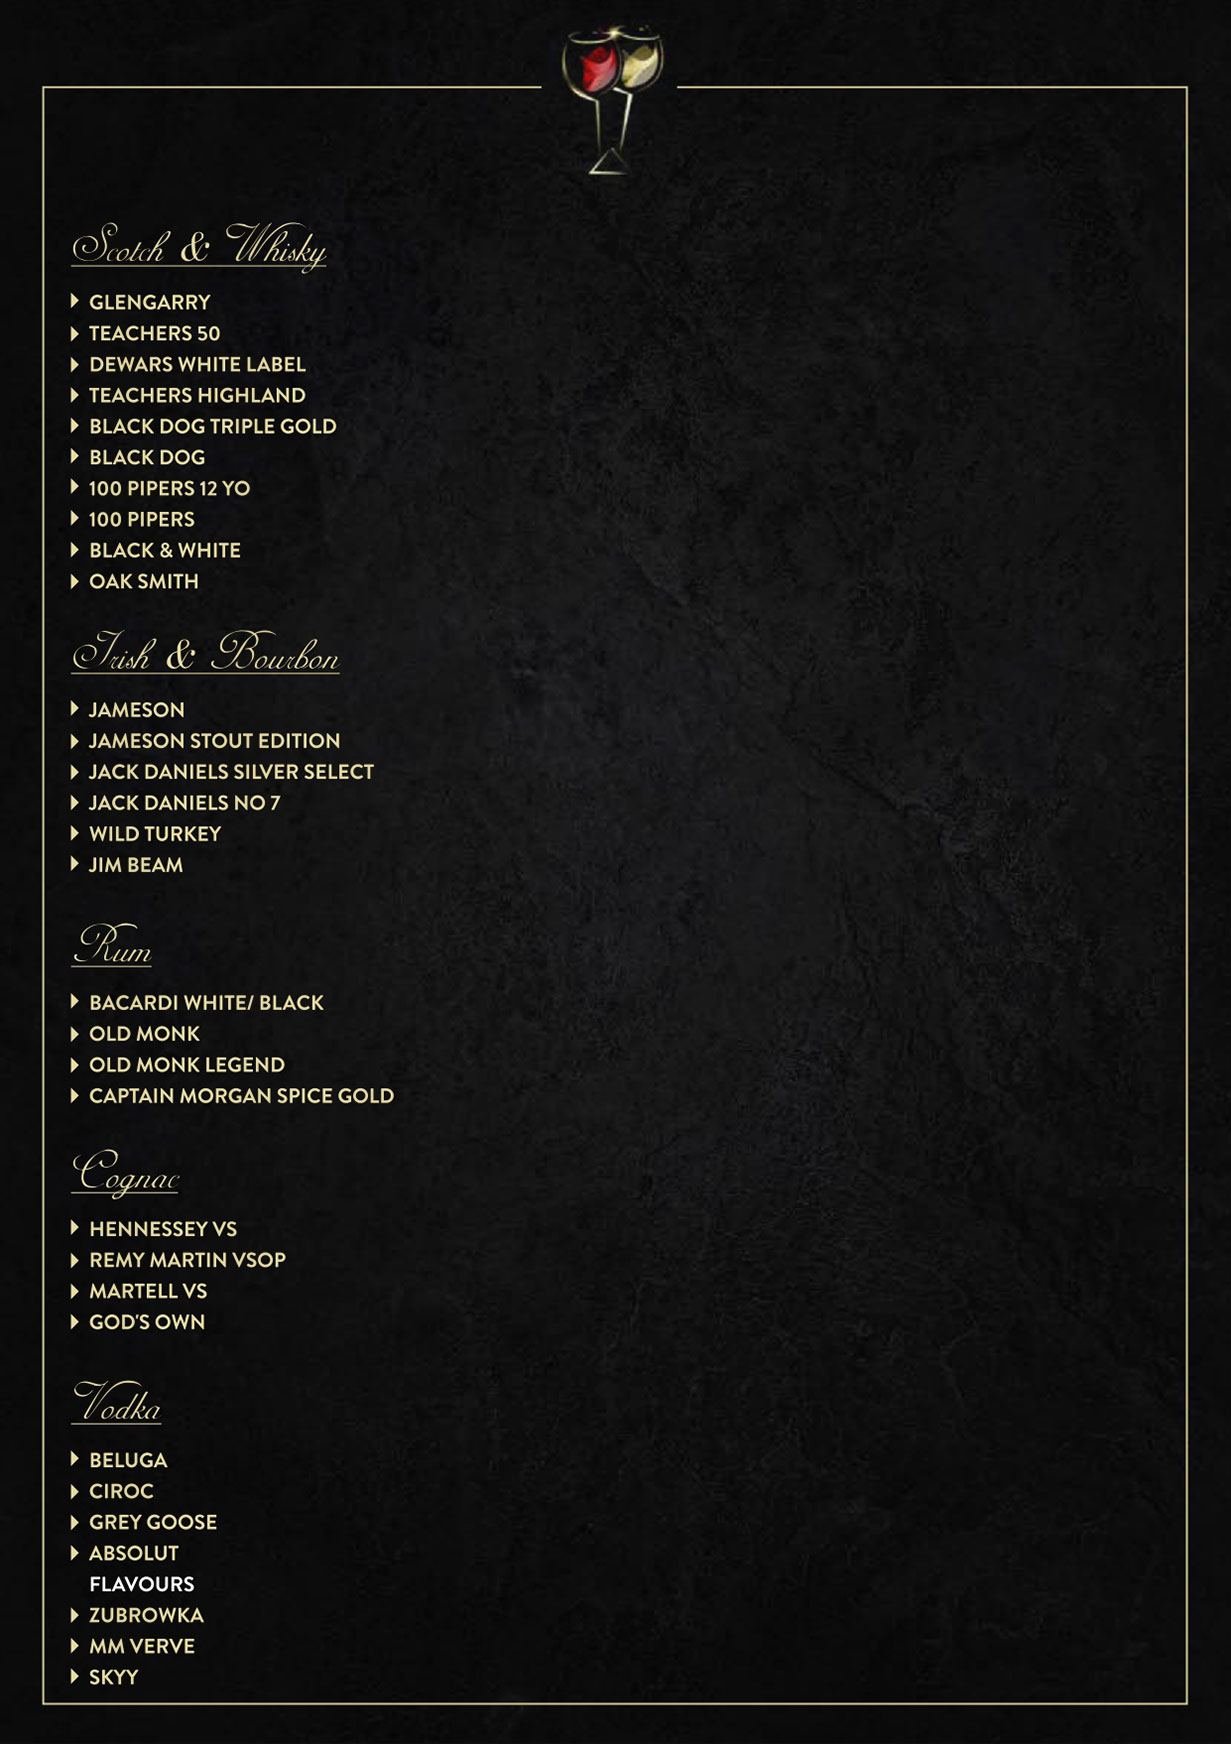 Scotch & Whisky
GLENGARRY
TEACHERS 50
DEWARS WHITE LABEL
TEACHERS HIGHLAND
BLACK DOG TRIPLE GOLD
BLACK DOG
100 PIPERS 12 YO
100 PIPERS
BLACK & WHITE
OAK SMITH
Irish & Bourbon
JAMESON
JAMESON STOUT EDITION
JACK DANIELS SILVER SELECT
JACK DANIELS NO 7
WILD TURKEY
JIM BEAM
Rum
BACARDI WHITE/ BLACK
OLD MONK
OLD MONK LEGEND
CAPTAIN MORGAN SPICE GOLD
Cognac
HENNESSEY VS
REMY MARTIN VSOP
MARTELL VS
GOD'S OWN
Vodka
BELUGA
CIROC
GREY GOOSE
ABSOLUT
FLAVOURS
ZUBROWKA
MM VERVE
SKYY